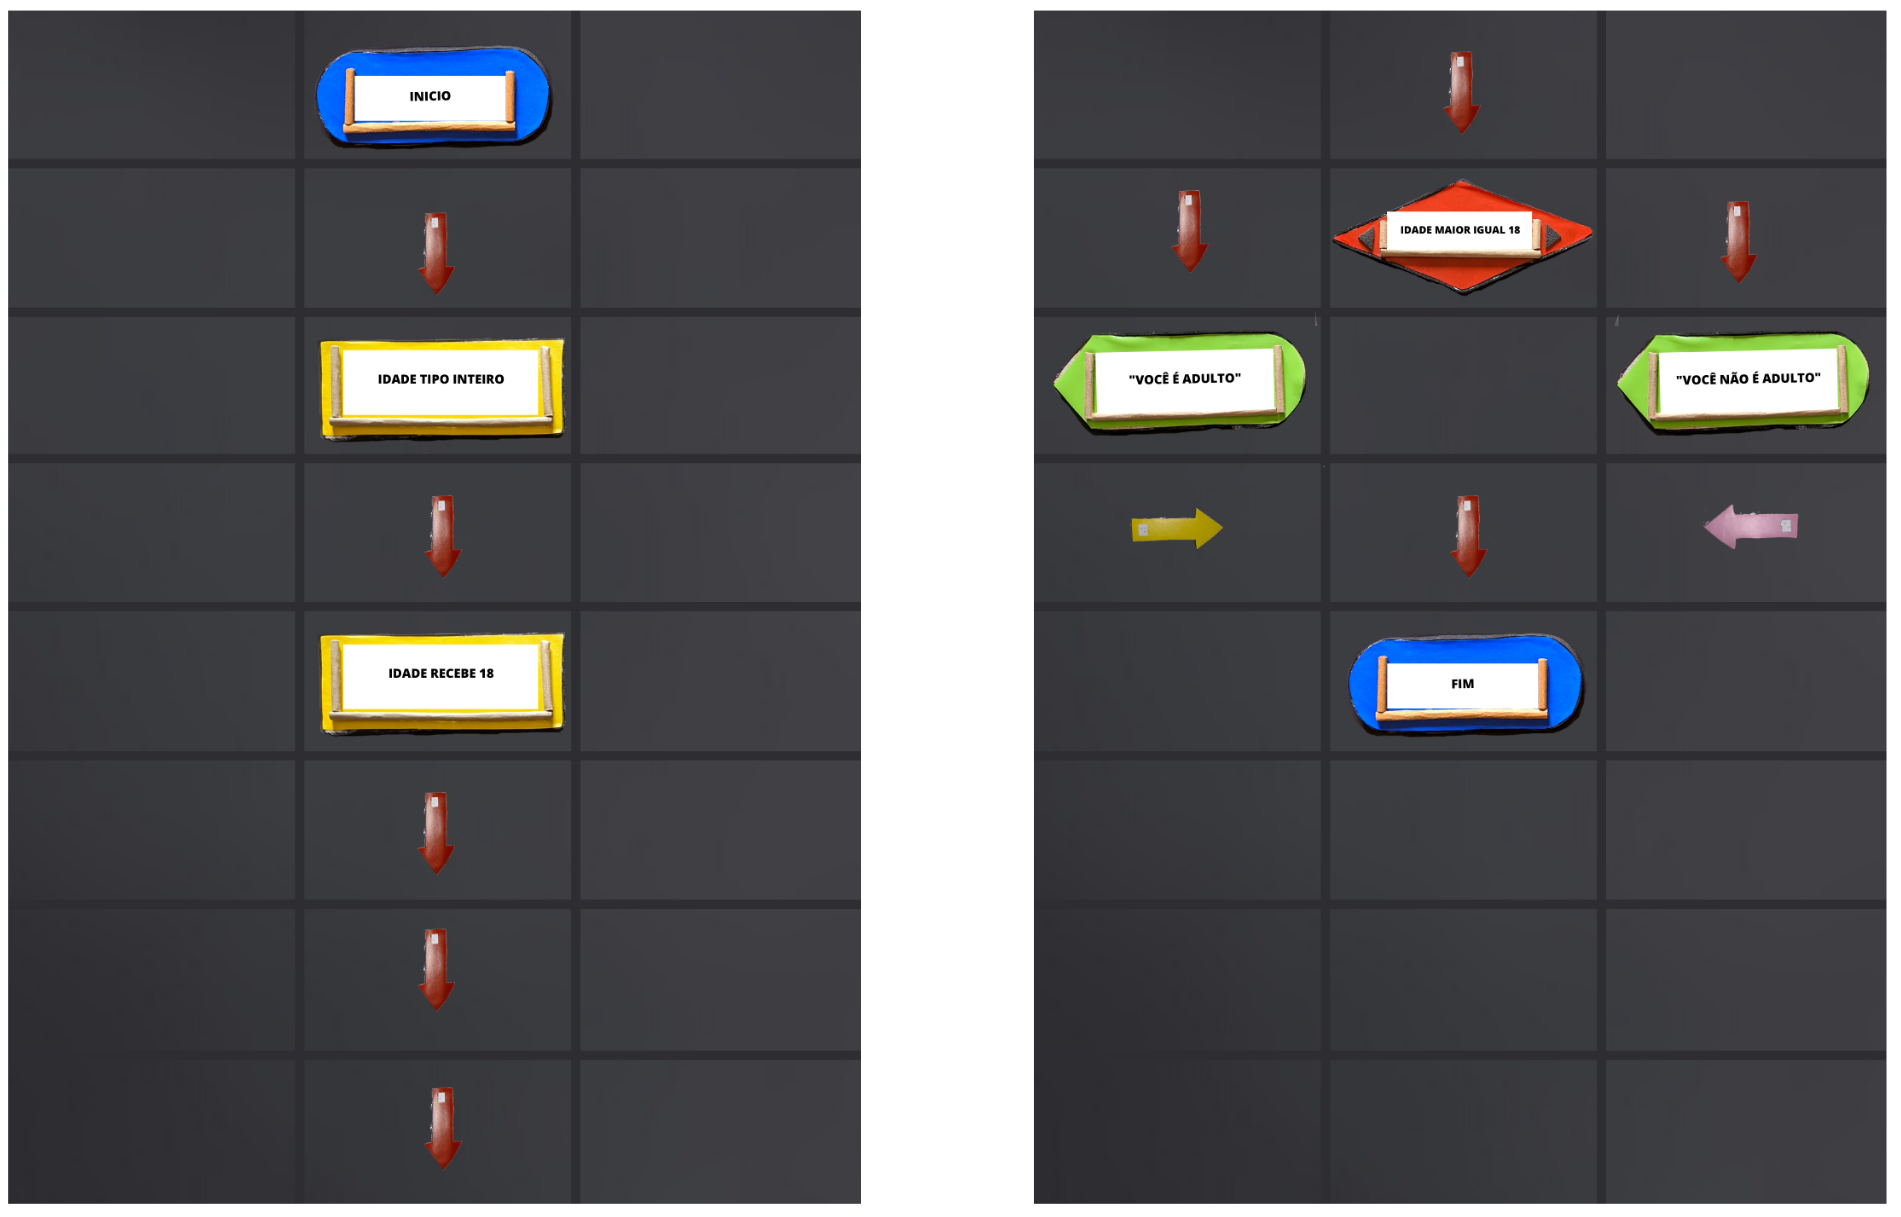 INICIO
IDADE TIPO INTEIRO
IDADE RECEBE 18
IDADE MAIOR IGUAL 18
"VOCÊ É ADULTO"
"VOCÊ NÃO É ADULTO"
FIM